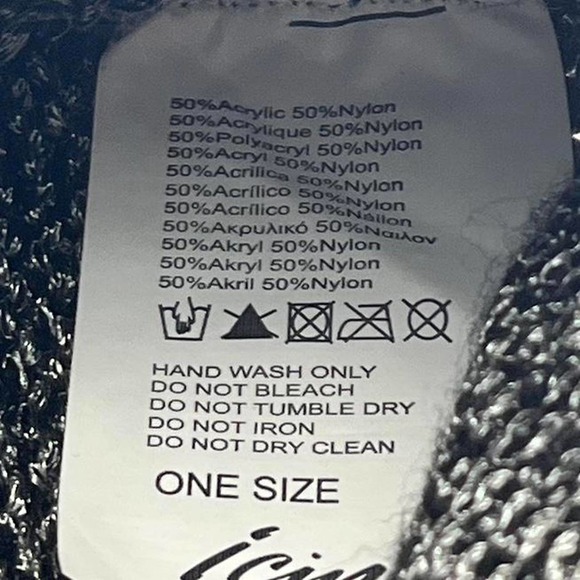 50%Acrylic 50%Nylon
50%Acrylique 50%Nylon
50%Polyacryl 50%Nylon
50%Acryl 50%Nylon
50%Acrilica 50%Nylon
50%Acrílico 50%Nylon
50%Acrílico 50%Náilon
50%Ακρυλικό 50%Ναιλον
50%Akryl 50%Nylon
50%Akryl 50%Nylon
50%Akril 50%Nylon
HAND WASH ONLY
DO NOT BLEACH
DO NOT TUMBLE DRY
DO NOT IRON
DO NOT DRY CLEAN
ONE SIZE